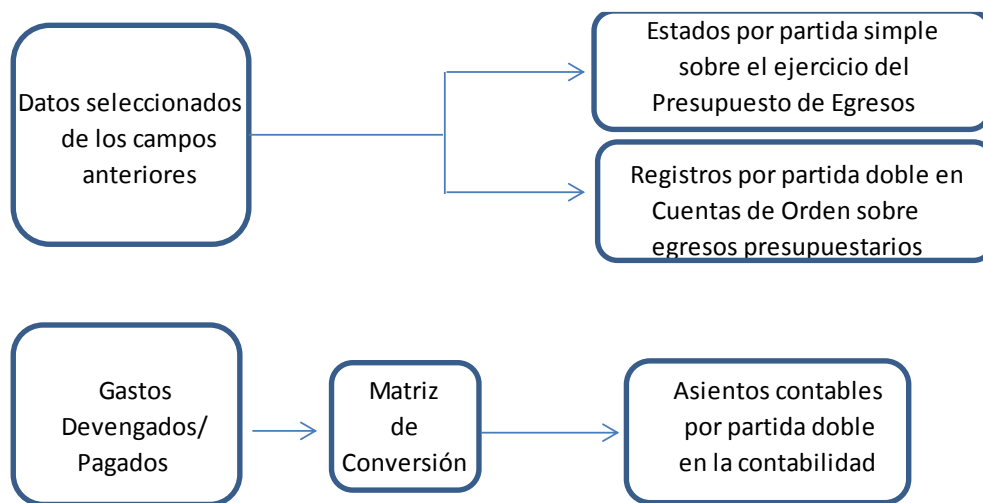 Datos seleccionados
de los campos
anteriores
Estados por partida simple
sobre el ejercicio del
Presupuesto de Egresos
Registros por partida doble en
Cuentas de Orden sobre
egresos presupuestarios
Gastos
Devengados/
Pagados
Matriz
de
Conversión
Asientos contables
por partida doble
en la contabilidad